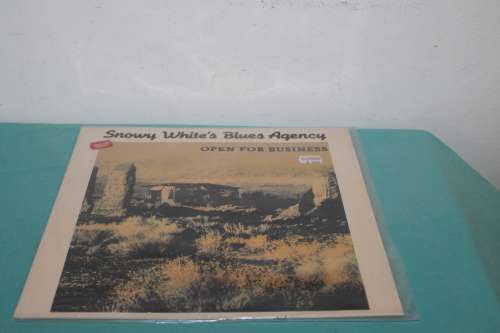 Snowy White's Blues Agency
OPEN FOR BUSINESS